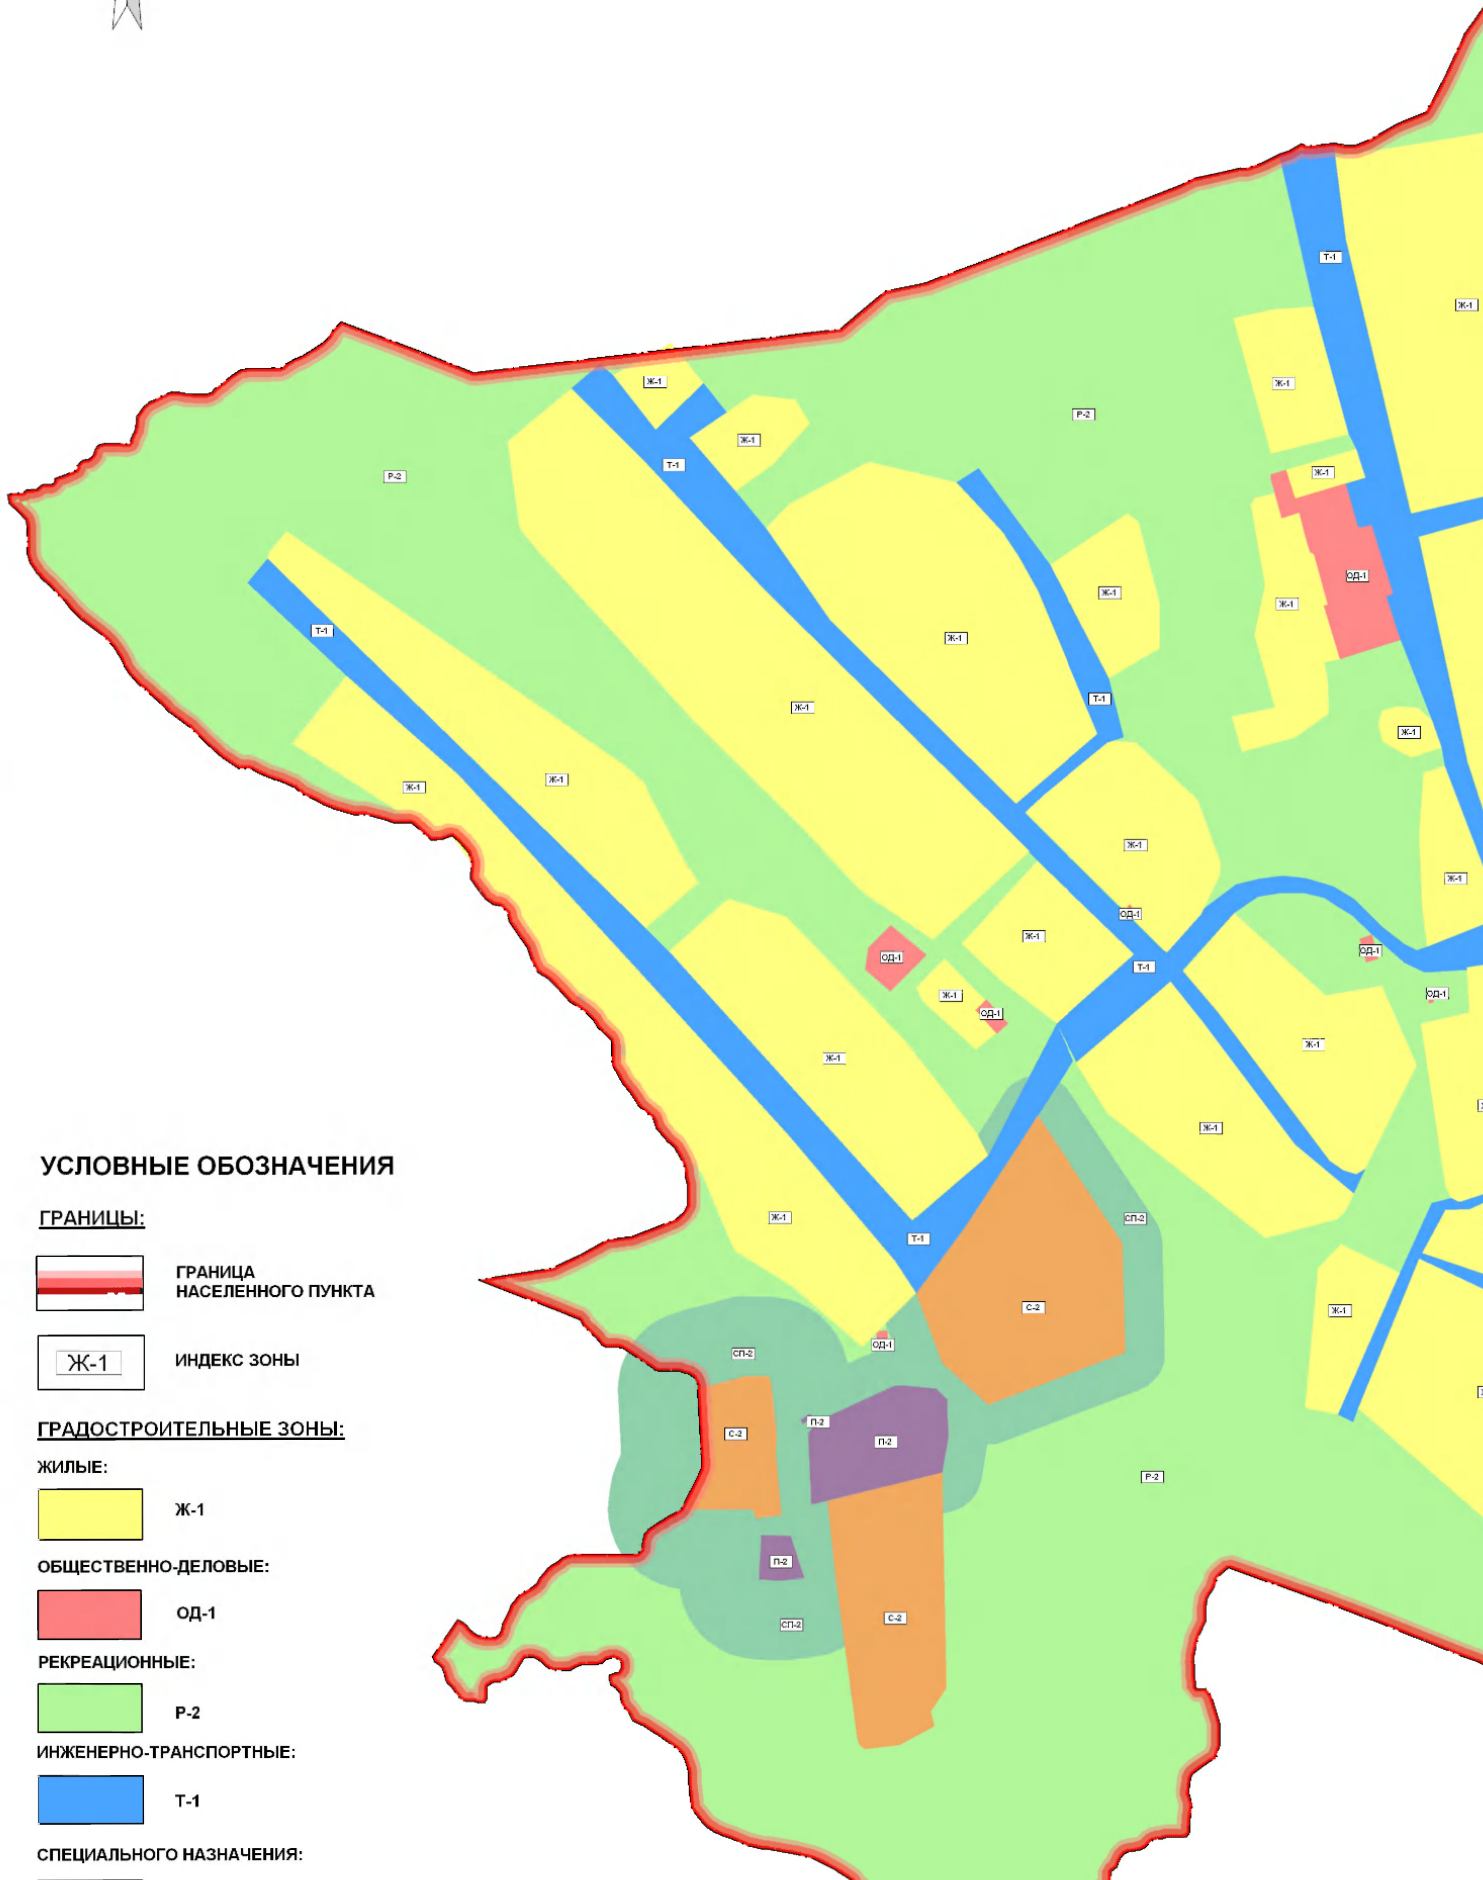 Т-1
Ж-1
Ж-1
Ж-1
Р-2
Ж-1
Т-1
Ж-1
Р-2
ОД-1
Ж-1
Ж-1
Т-1
Ж-1
Т-1
Ж-1
Ж-1
Ж-1
Ж-1
Ж-1
Ж-1
ОД-1
Ж-1
ОД-1
ОД-1
Т-1
Ж-1
ОД-1
ОД-1
Ж-1
Ж-1
Ж-1
Ж-1
СП-2
Т-1
С-2
Ж-1
ОД-1
СП-2
П-2
С-2
П-2
Р-2
П-2
С-2
СП-2
УСЛОВНЫЕ ОБОЗНАЧЕНИЯ
ГРАНИЦЫ:
ГРАНИЦА
НАСЕЛЕННОГО ПУНКТА
Ж-1 ИНДЕКС ЗОНЫ
ГРАДОСТРОИТЕЛЬНЫЕ ЗОНЫ:
ЖИЛЫЕ:
Ж-1
ОБЩЕСТВЕННО-ДЕЛОВЫЕ:
ОД-1
РЕКРЕАЦИОННЫЕ:
Р-2
ИНЖЕНЕРНО-ТРАНСПОРТНЫЕ:
Т-1
СПЕЦИАЛЬНОГО НАЗНАЧЕНИЯ: